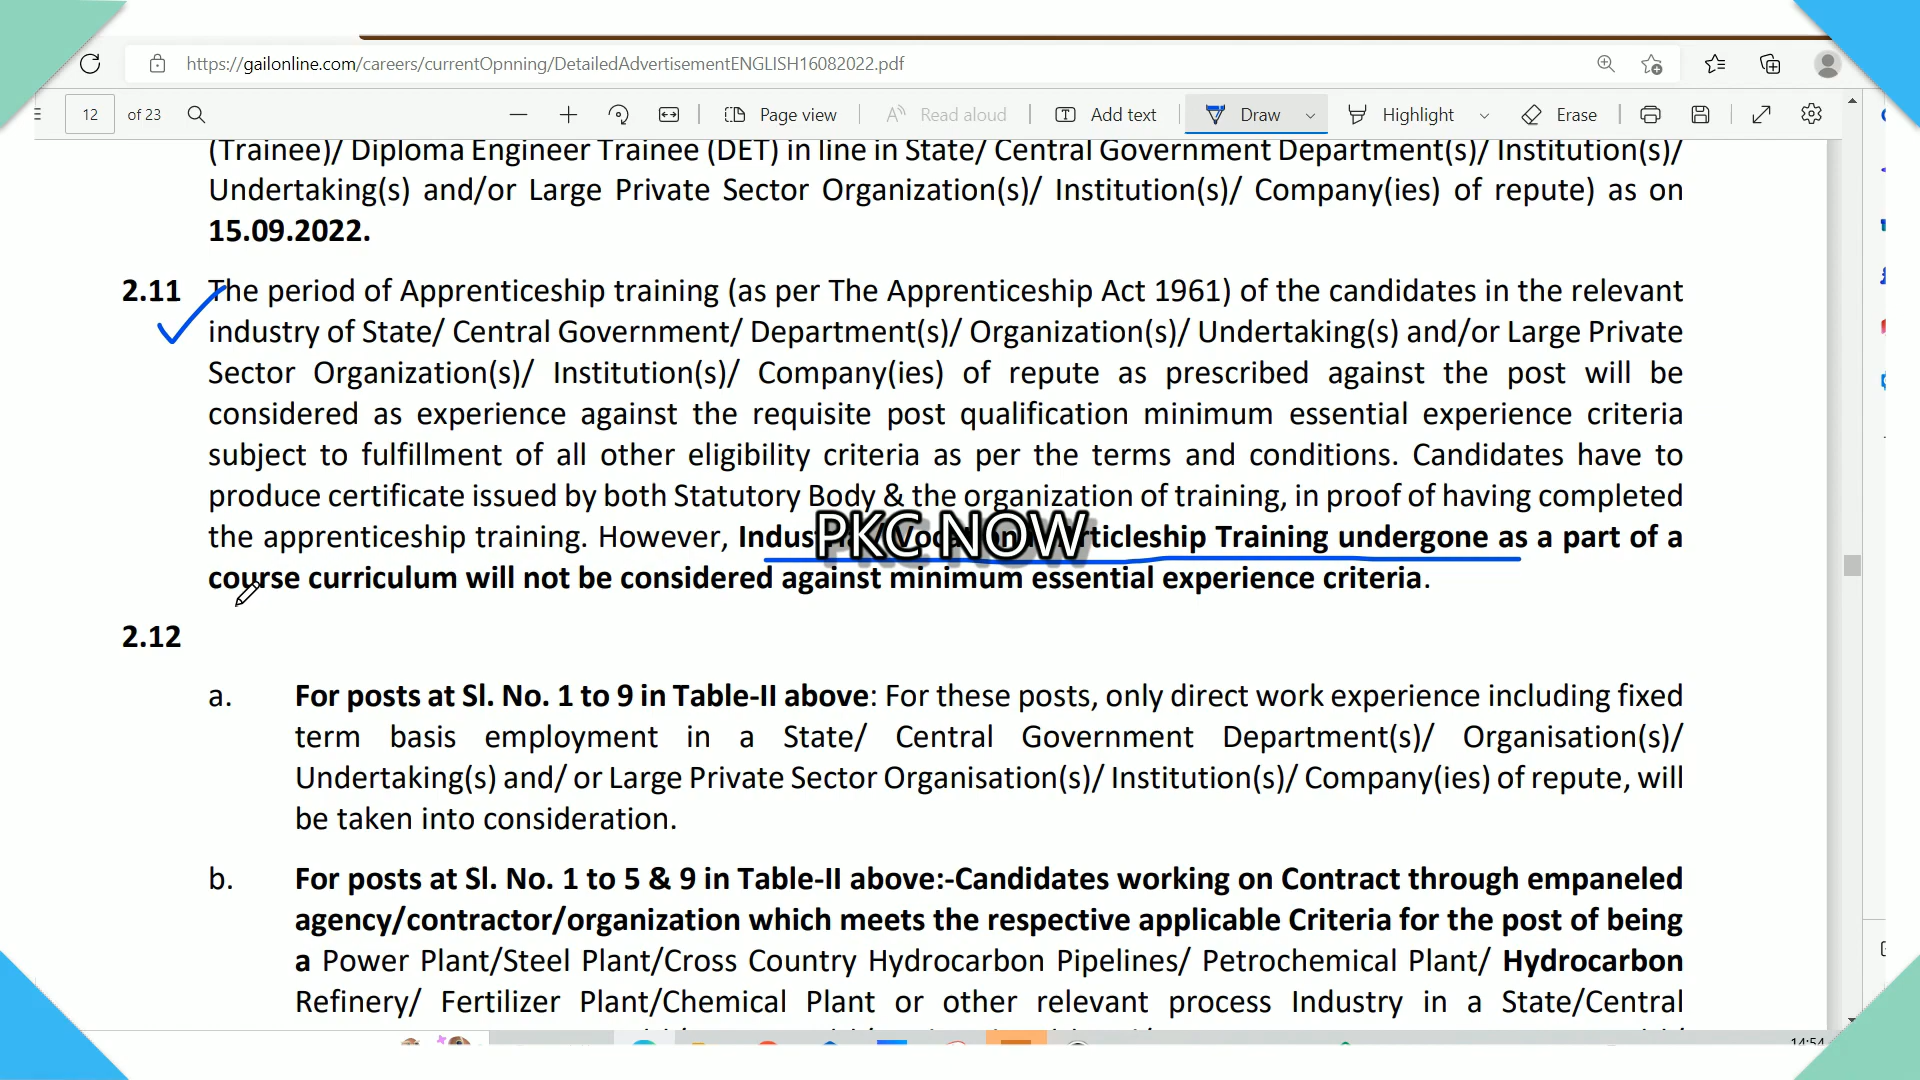 https://gailonline.com/careers/currentOpnning/DetailedAdvertisementENGLISH16082022.pdf
12 of 23 Page view Read aloud Add text Draw Highlight Erase
(Trainee)/ Diploma Engineer Trainee (DET) in line in State/ Central Government Department(s)/ Institution(s)/
Undertaking(s) and/or Large Private Sector Organization(s)/ Institution(s)/ Company(ies) of repute) as on
15.09.2022.
2.11 The period of Apprenticeship training (as per The Apprenticeship Act 1961) of the candidates in the relevant
industry of State/ Central Government/ Department(s)/ Organization(s)/ Undertaking(s) and/or Large Private
Sector Organization(s)/ Institution(s)/ Company(ies) of repute as prescribed against the post will be
considered as experience against the requisite post qualification minimum essential experience criteria
subject to fulfillment of all other eligibility criteria as per the terms and conditions. Candidates have to
produce certificate issued by both Statutory Body & the organization of training, in proof of having completed
the apprenticeship training. However, Training undergone as a part of a
PKC NOW
course curriculum will not be considered against minimum essential experience criteria.
2.12
a. For posts at Sl. No. 1 to 9 in Table-II above: For these posts, only direct work experience including fixed
term basis employment in a State/ Central Government Department(s)/ Organisation(s)/
Undertaking(s) and/ or Large Private Sector Organisation(s)/ Institution(s)/ Company(ies) of repute, will
be taken into consideration.
b. For posts at Sl. No. 1 to 5 & 9 in Table-II above:-Candidates working on Contract through empaneled
agency/contractor/organization which meets the respective applicable Criteria for the post of being
a Power Plant/Steel Plant/Cross Country Hydrocarbon Pipelines/ Petrochemical Plant/ Hydrocarbon
Refinery/ Fertilizer Plant/Chemical Plant or other relevant process Industry in a State/Central